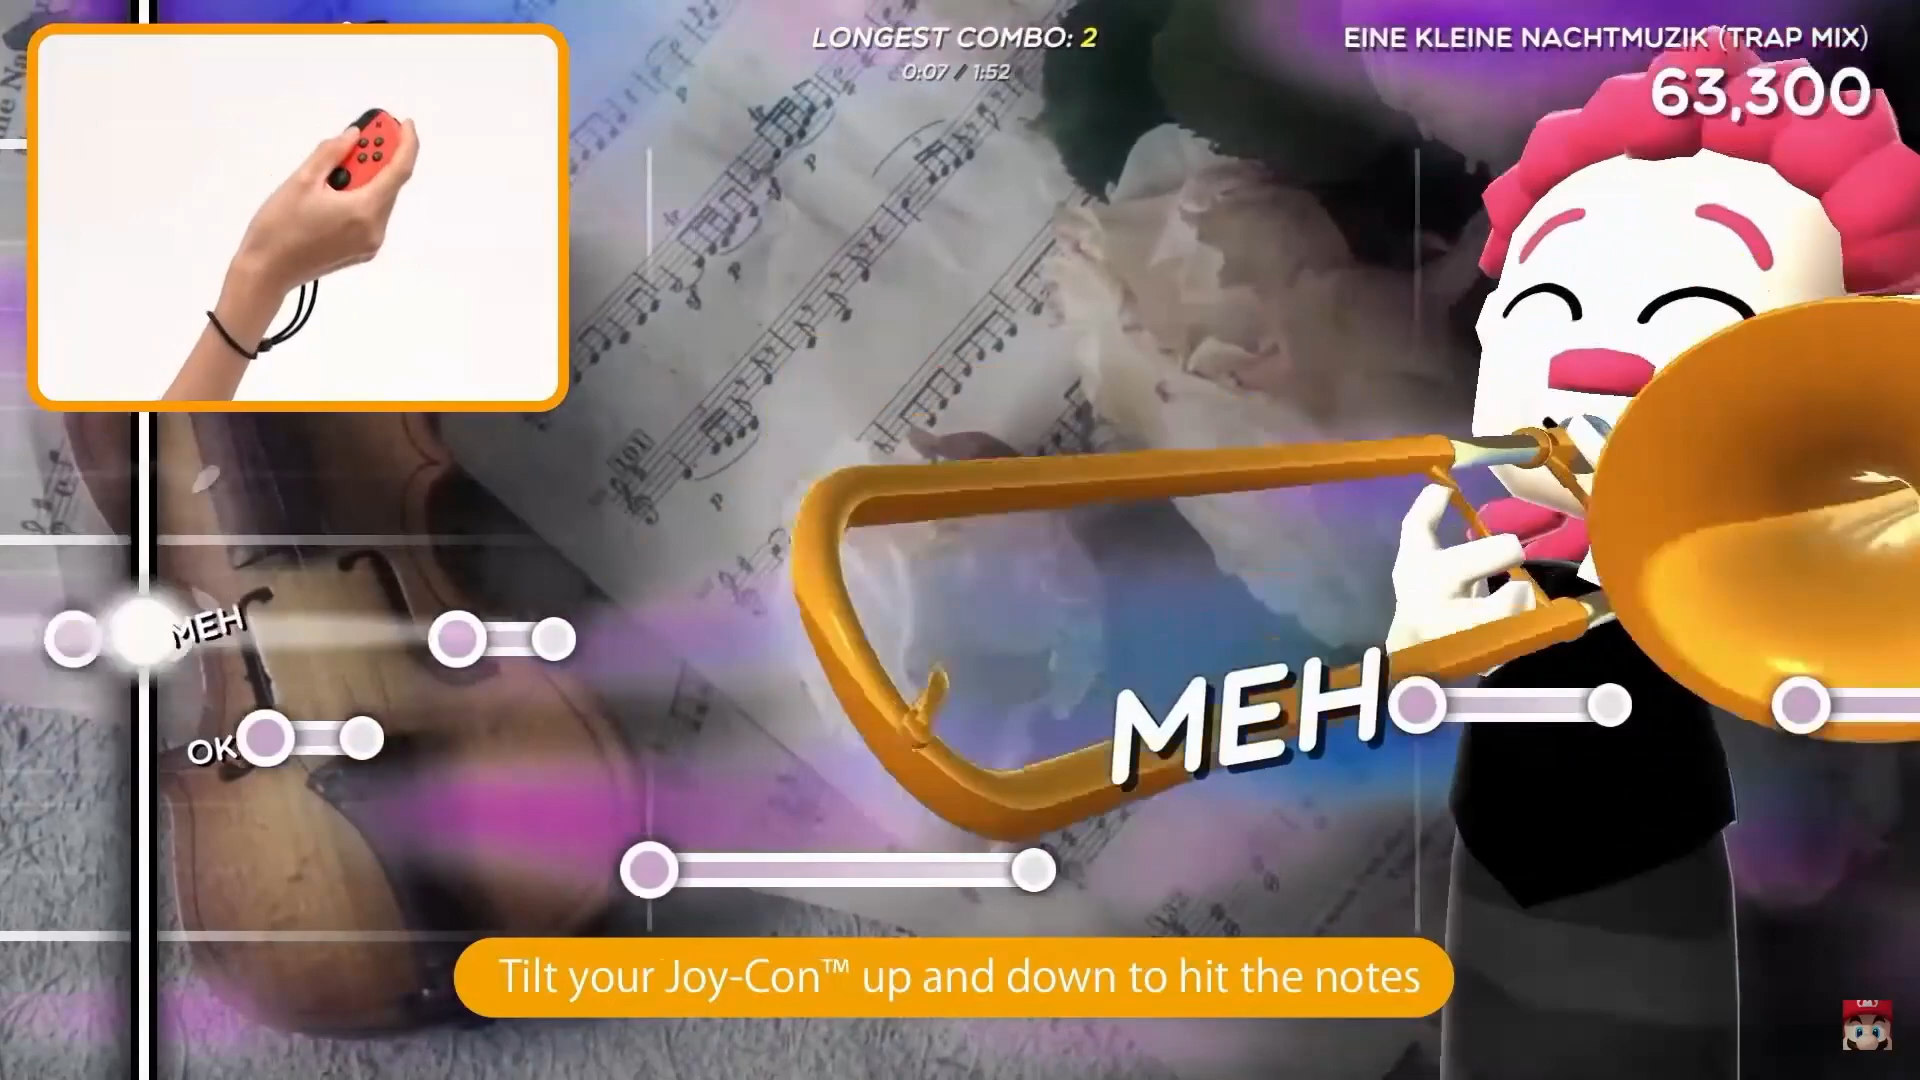 LONGEST COMBO: 2
0:07 / 1:52
EINE KLEINE NACHTMUZIK (TRAP MIX)
63,300
MEH
OK
MEH
101
p
p
p
p
Tilt your Joy-Con™ up and down to hit the notes
M